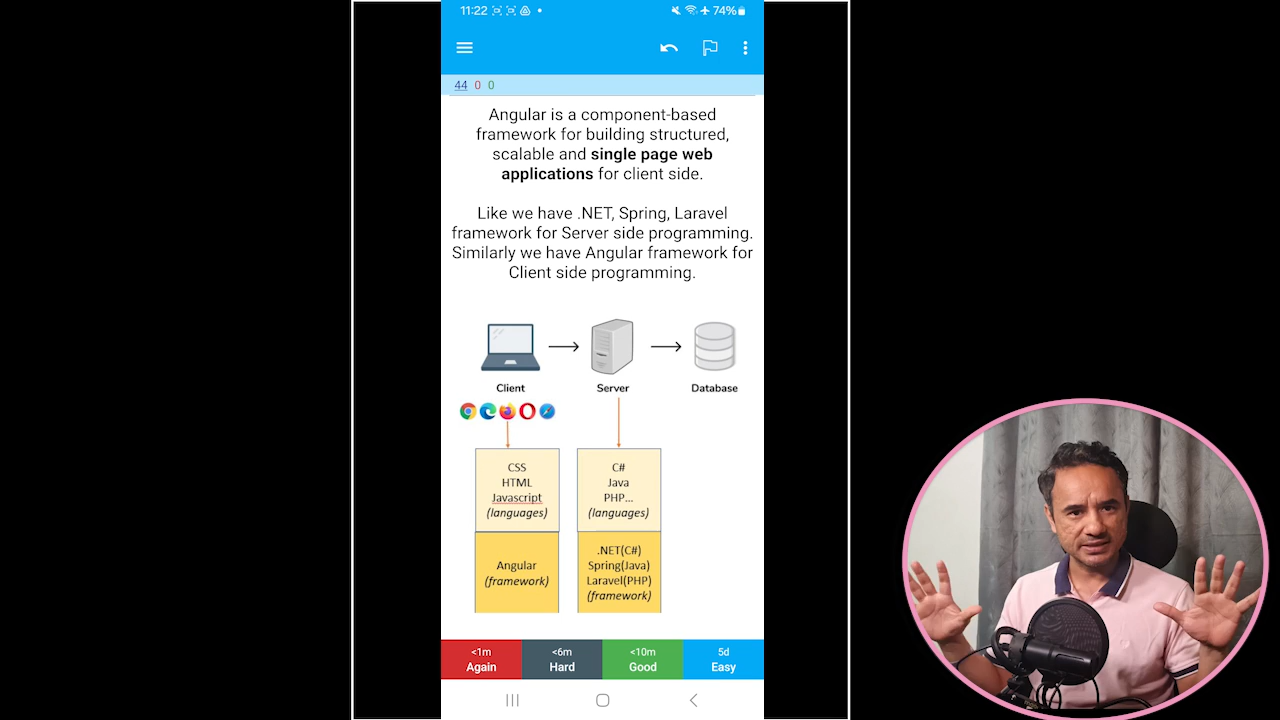 11:22
74%
44 0 0
Angular is a component-based
framework for building structured,
scalable and single page web
applications for client side.
Like we have .NET, Spring, Laravel
framework for Server side programming.
Similarly we have Angular framework for
Client side programming.
Client
Server
Database
CSS
HTML
Javascript
(languages)
Angular
(framework)
C#
Java
PHP...
(languages)
.NET(C#)
Spring(Java)
Laravel(PHP)
(framework)
<1m
Again
<6m
Hard
<10m
Good
5d
Easy